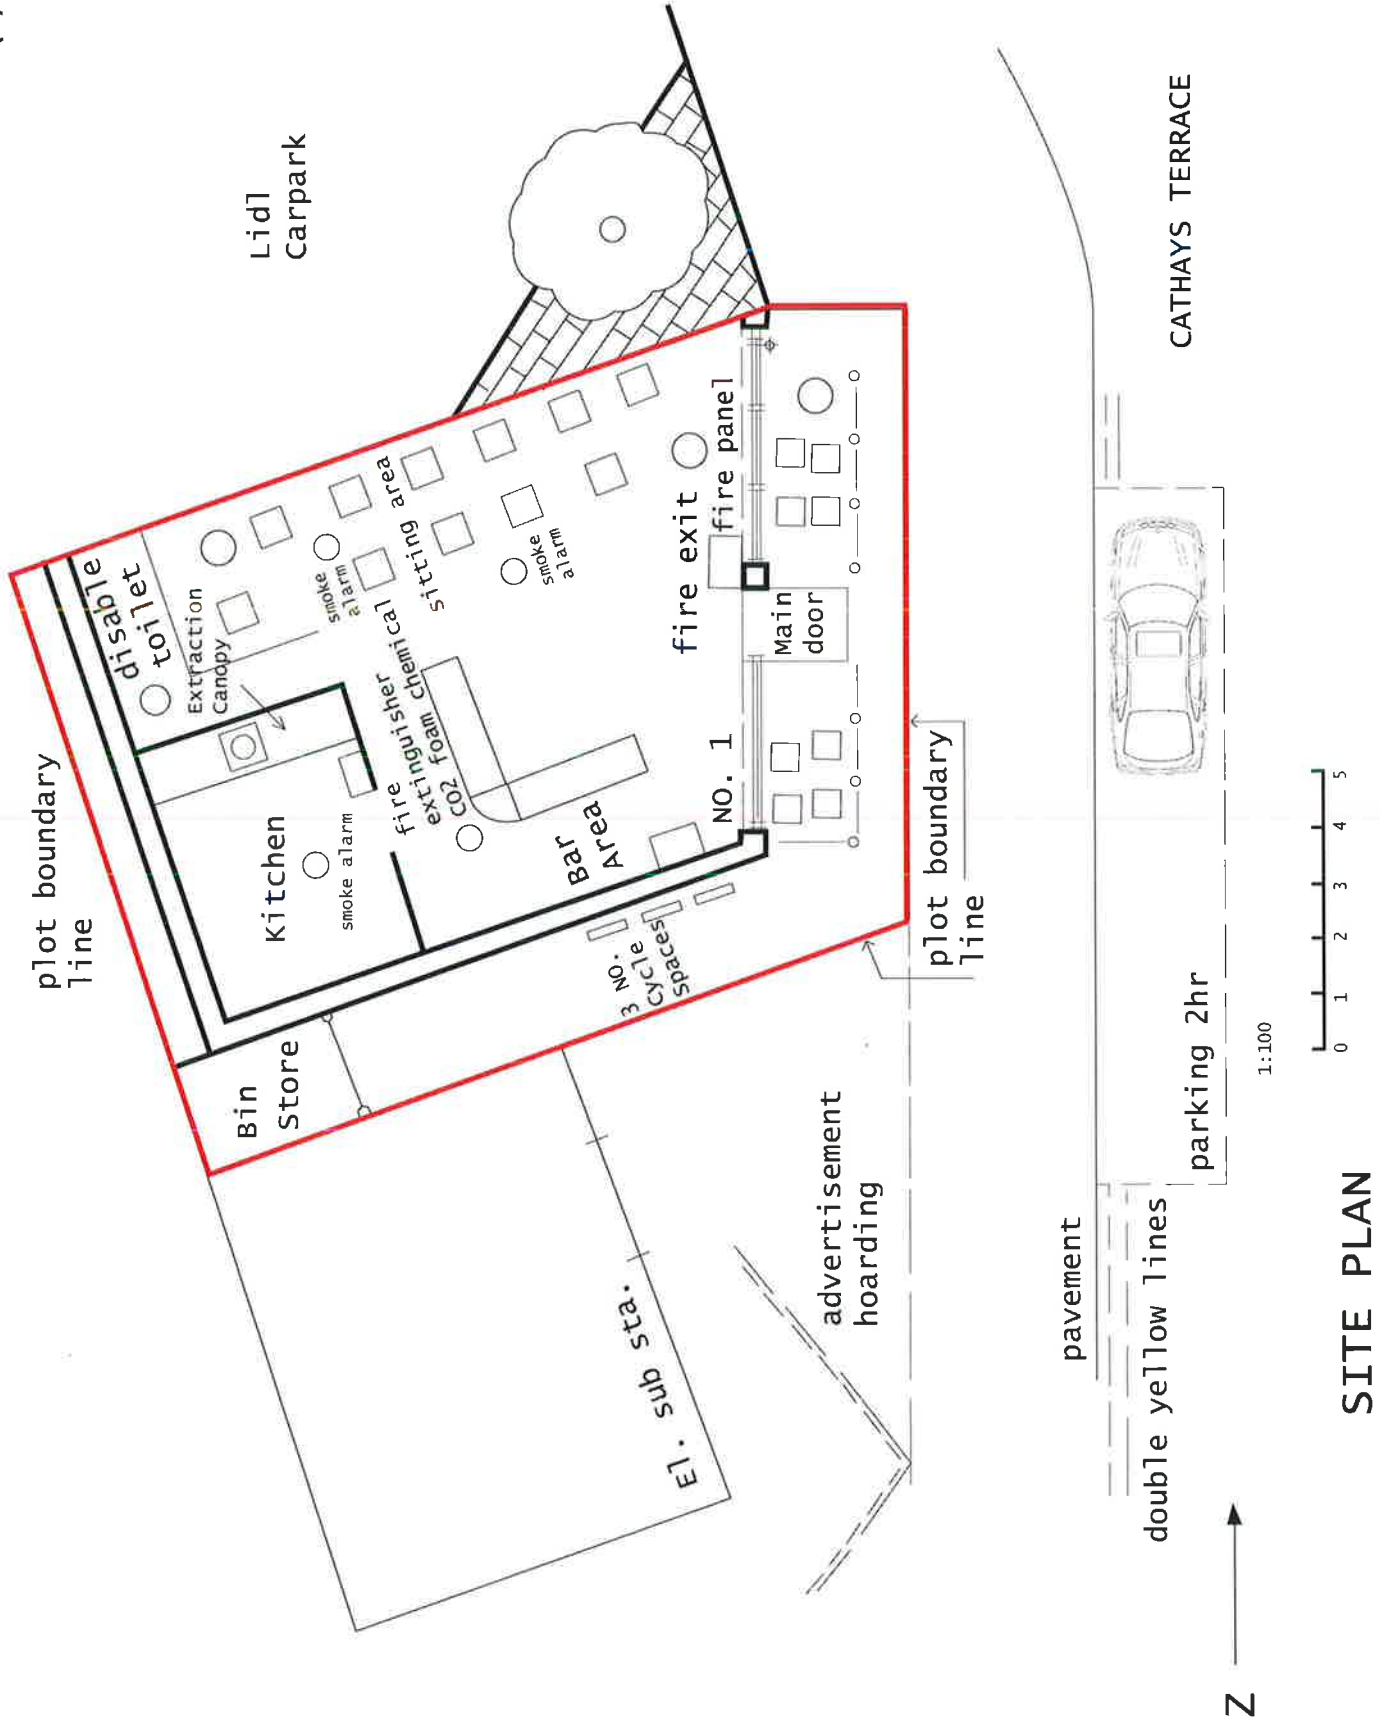 plot boundary
line
Lidl
Carpark
disable
toilet
Extraction
Canopy
smoke
alarm
sitting area
smoke
alarm
Kitchen
smoke alarm
fire
extinguisher
CO2 foam chemical
Bar
Area
fire exit
fire panel
Main
door
NO. 1
3 NO.
cycle
spaces
Bin
Store
plot boundary
line
El. sub sta.
advertisement
hoarding
CATHAYS TERRACE
pavement
double yellow lines
parking 2hr
1:100
0 1 2 3 4 5
SITE PLAN
N